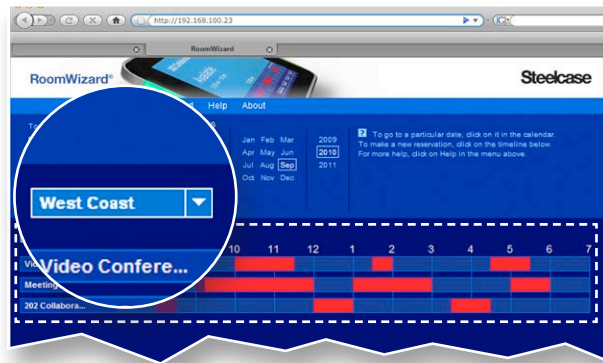 http://192.168.100.23
RoomWizard
RoomWizard®
Steelcase
Help About
Jan Feb Mar 2009
Apr May Jun 2010
Jul Aug Sep 2011
Oct Nov Dec
? To go to a particular date, click on it in the calendar.
To make a new reservation, click on the timeline below.
For more help, click on Help in the menu above.
West Coast
Video Confere...
10 11 12 1 2 3 4 5 6 7
Meeting
202 Collabora...